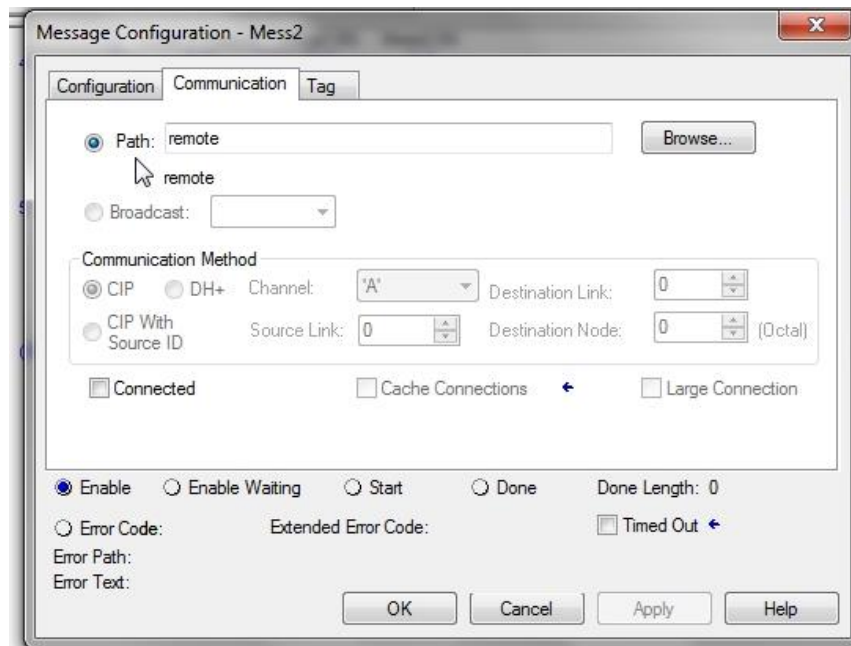 Message Configuration - Mess2
Configuration Communication Tag
Path: remote Browse...
remote
Broadcast:
Communication Method
CIP DH+ Channel: 'A' Destination Link: 0
CIP With Source ID Source Link: 0 Destination Node: 0 (Octal)
Connected Cache Connections Large Connection
Enable Enable Waiting Start Done Done Length: 0
Error Code: Extended Error Code: Timed Out
Error Path:
Error Text:
OK Cancel Apply Help